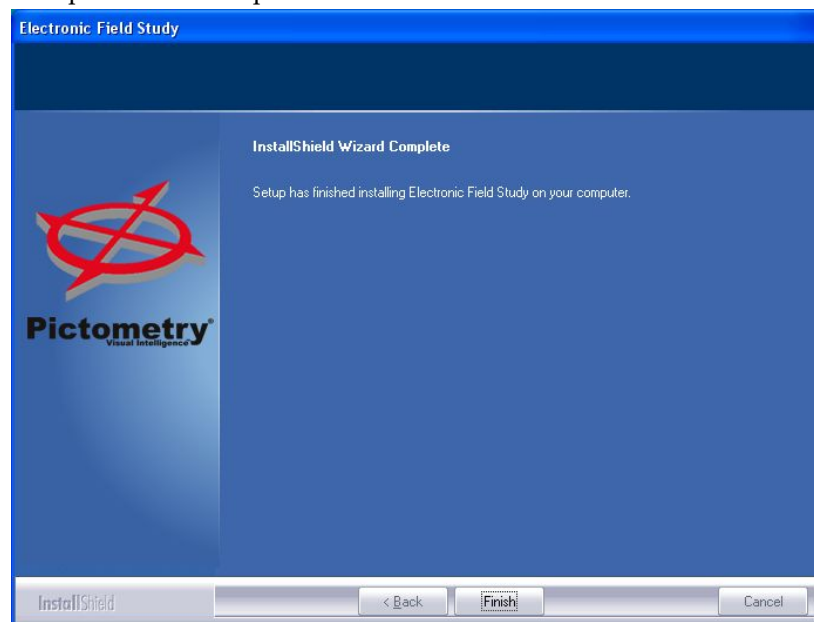 Electronic Field Study
InstallShield Wizard Complete
Setup has finished installing Electronic Field Study on your computer.
Pictometry®
Visual Intelligence
InstallShield
< Back
Finish
Cancel